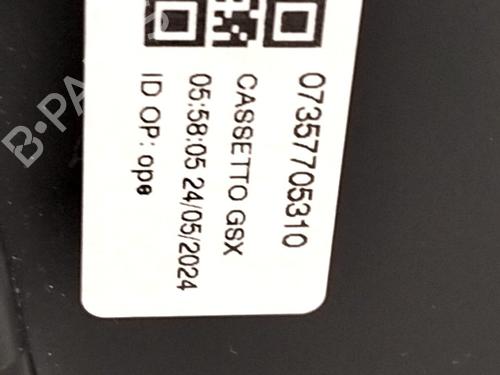 07357705310
CASSETTO GSX
05:58:05 24/05/2024
ID OP: ope
B-PA